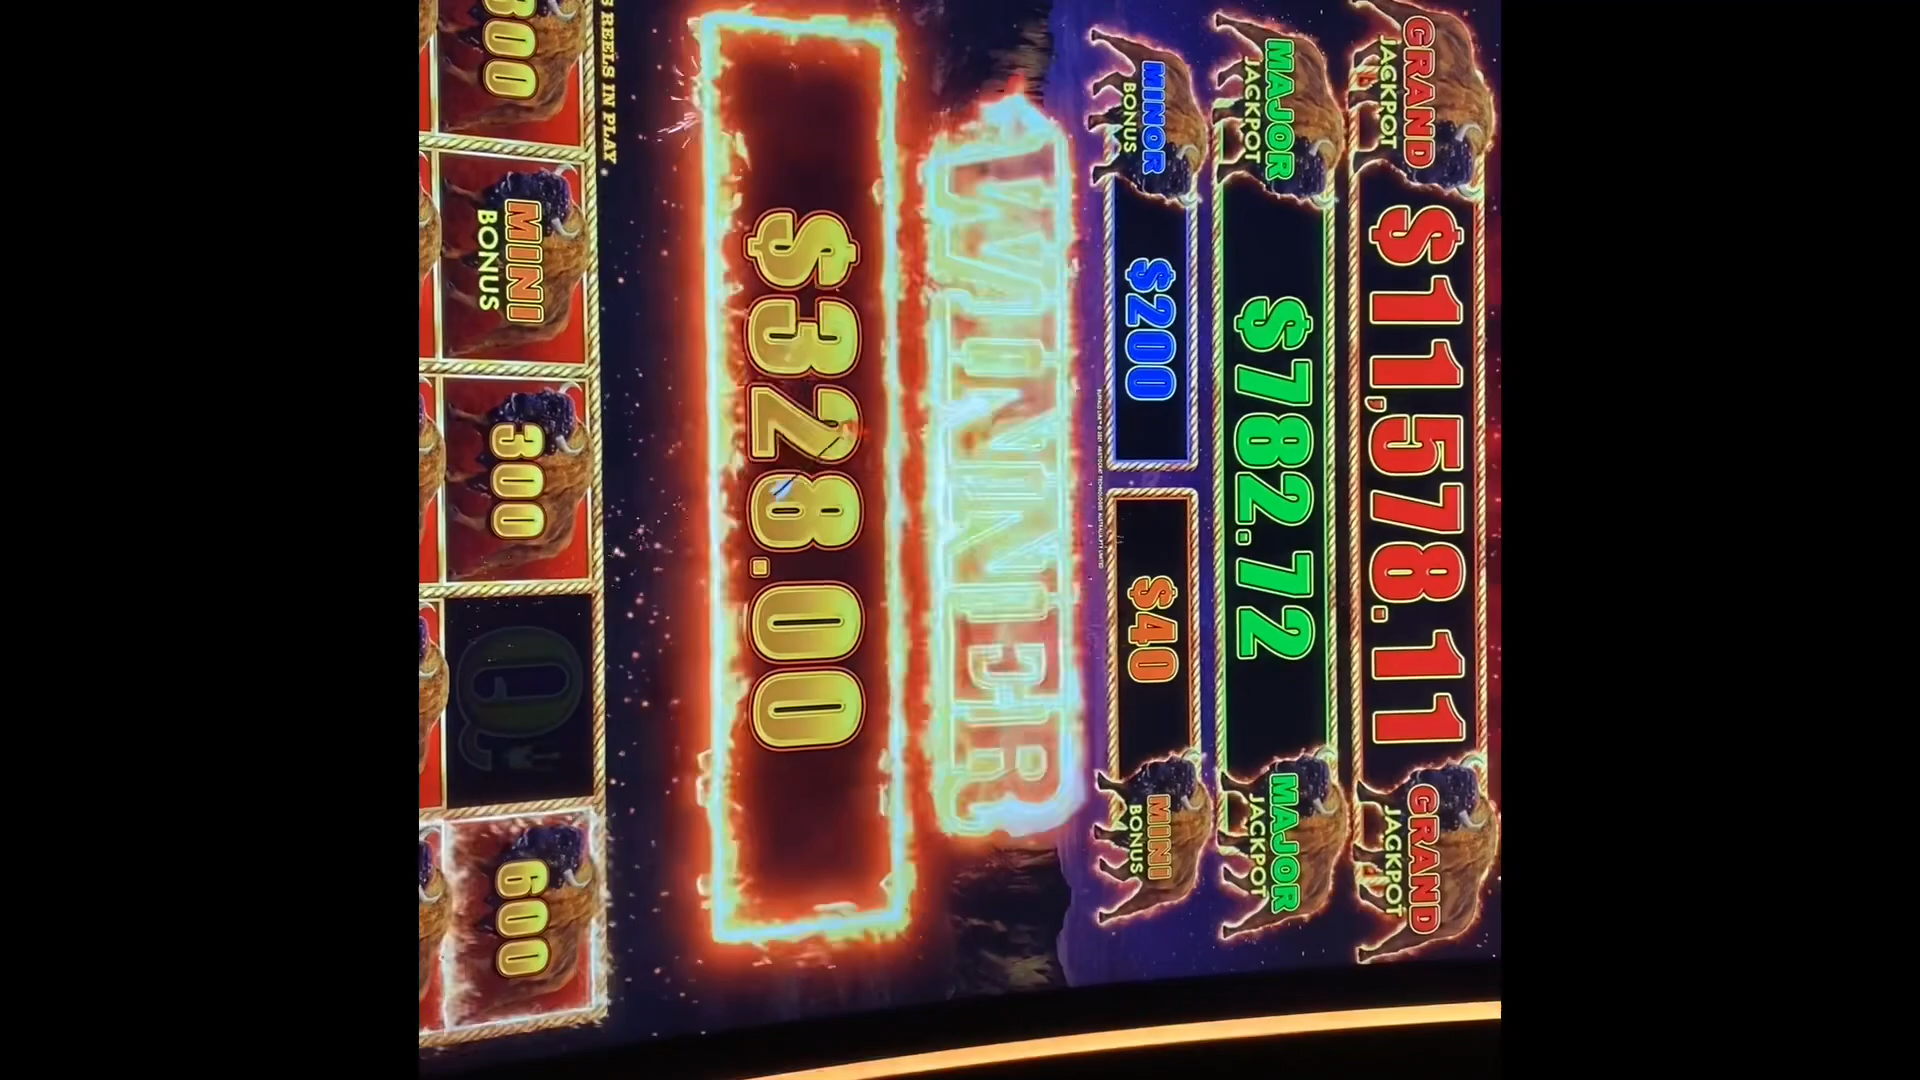 GRAND
JACKPOT
$11,578.11
GRAND
JACKPOT
MAJOR
JACKPOT
$782.72
MAJOR
JACKPOT
MINOR
BONUS
$200
$40
MINI
BONUS
WINNER
$328.00
REELS IN PLAY
300
MINI
BONUS
300
Q
600